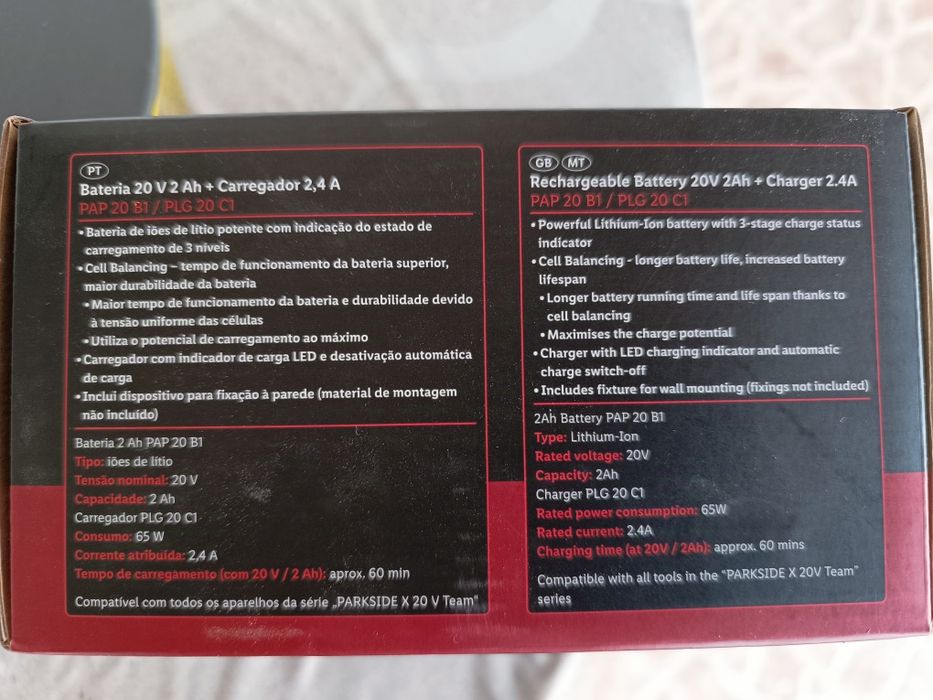 PT
Bateria 20 V 2 Ah + Carregador 2,4 A
PAP 20 B1 / PLG 20 C1
• Bateria de iões de lítio potente com indicação do estado de
carregamento de 3 níveis
• Cell Balancing – tempo de funcionamento da bateria superior,
maior durabilidade da bateria
• Maior tempo de funcionamento da bateria e durabilidade devido
à tensão uniforme das células
• Utiliza o potencial de carregamento ao máximo
• Carregador com indicador de carga LED e desativação automática
de carga
• Inclui dispositivo para fixação à parede (material de montagem
não incluído)
Bateria 2 Ah PAP 20 B1
Tipo: iões de lítio
Tensão nominal: 20 V
Capacidade: 2 Ah
Carregador PLG 20 C1
Consumo: 65 W
Corrente atribuída: 2,4 A
Tempo de carregamento (com 20 V / 2 Ah): aprox. 60 min
Compatível com todos os aparelhos da série „PARKSIDE X 20 V Team"
GB MT
Rechargeable Battery 20V 2Ah + Charger 2.4A
PAP 20 B1 / PLG 20 C1
• Powerful Lithium-Ion battery with 3-stage charge status
indicator
• Cell Balancing - longer battery life, increased battery
lifespan
• Longer battery running time and life span thanks to
cell balancing
• Maximises the charge potential
• Charger with LED charging indicator and automatic
charge switch-off
• Includes fixture for wall mounting (fixings not included)
2Ah Battery PAP 20 B1
Type: Lithium-Ion
Rated voltage: 20V
Capacity: 2Ah
Charger PLG 20 C1
Rated power consumption: 65W
Rated current: 2.4A
Charging time (at 20V / 2Ah): approx. 60 mins
Compatible with all tools in the "PARKSIDE X 20V Team"
series